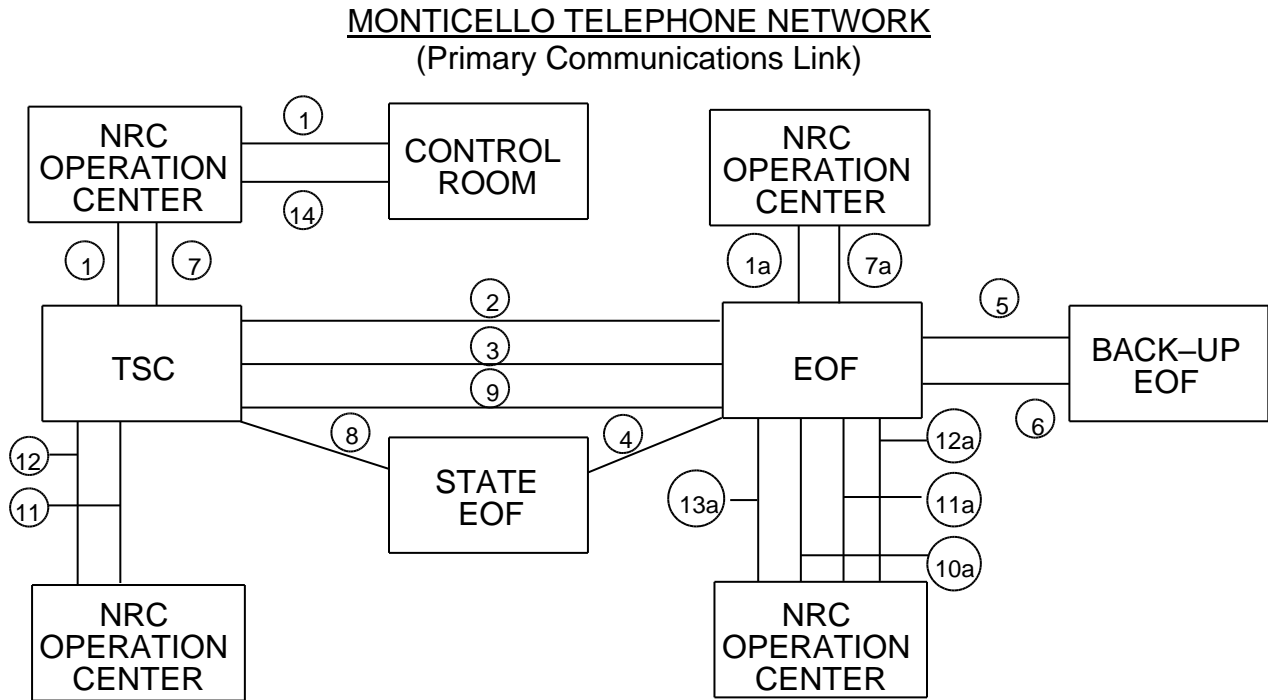 MONTICELLO TELEPHONE NETWORK
(Primary Communications Link)
NRC
OPERATION
CENTER
1
14
CONTROL
ROOM
NRC
OPERATION
CENTER
1
7
1a
7a
TSC
2
3
9
EOF
5
6
BACK–UP
EOF
8
4
STATE
EOF
12
11
13a
12a
11a
10a
NRC
OPERATION
CENTER
NRC
OPERATION
CENTER